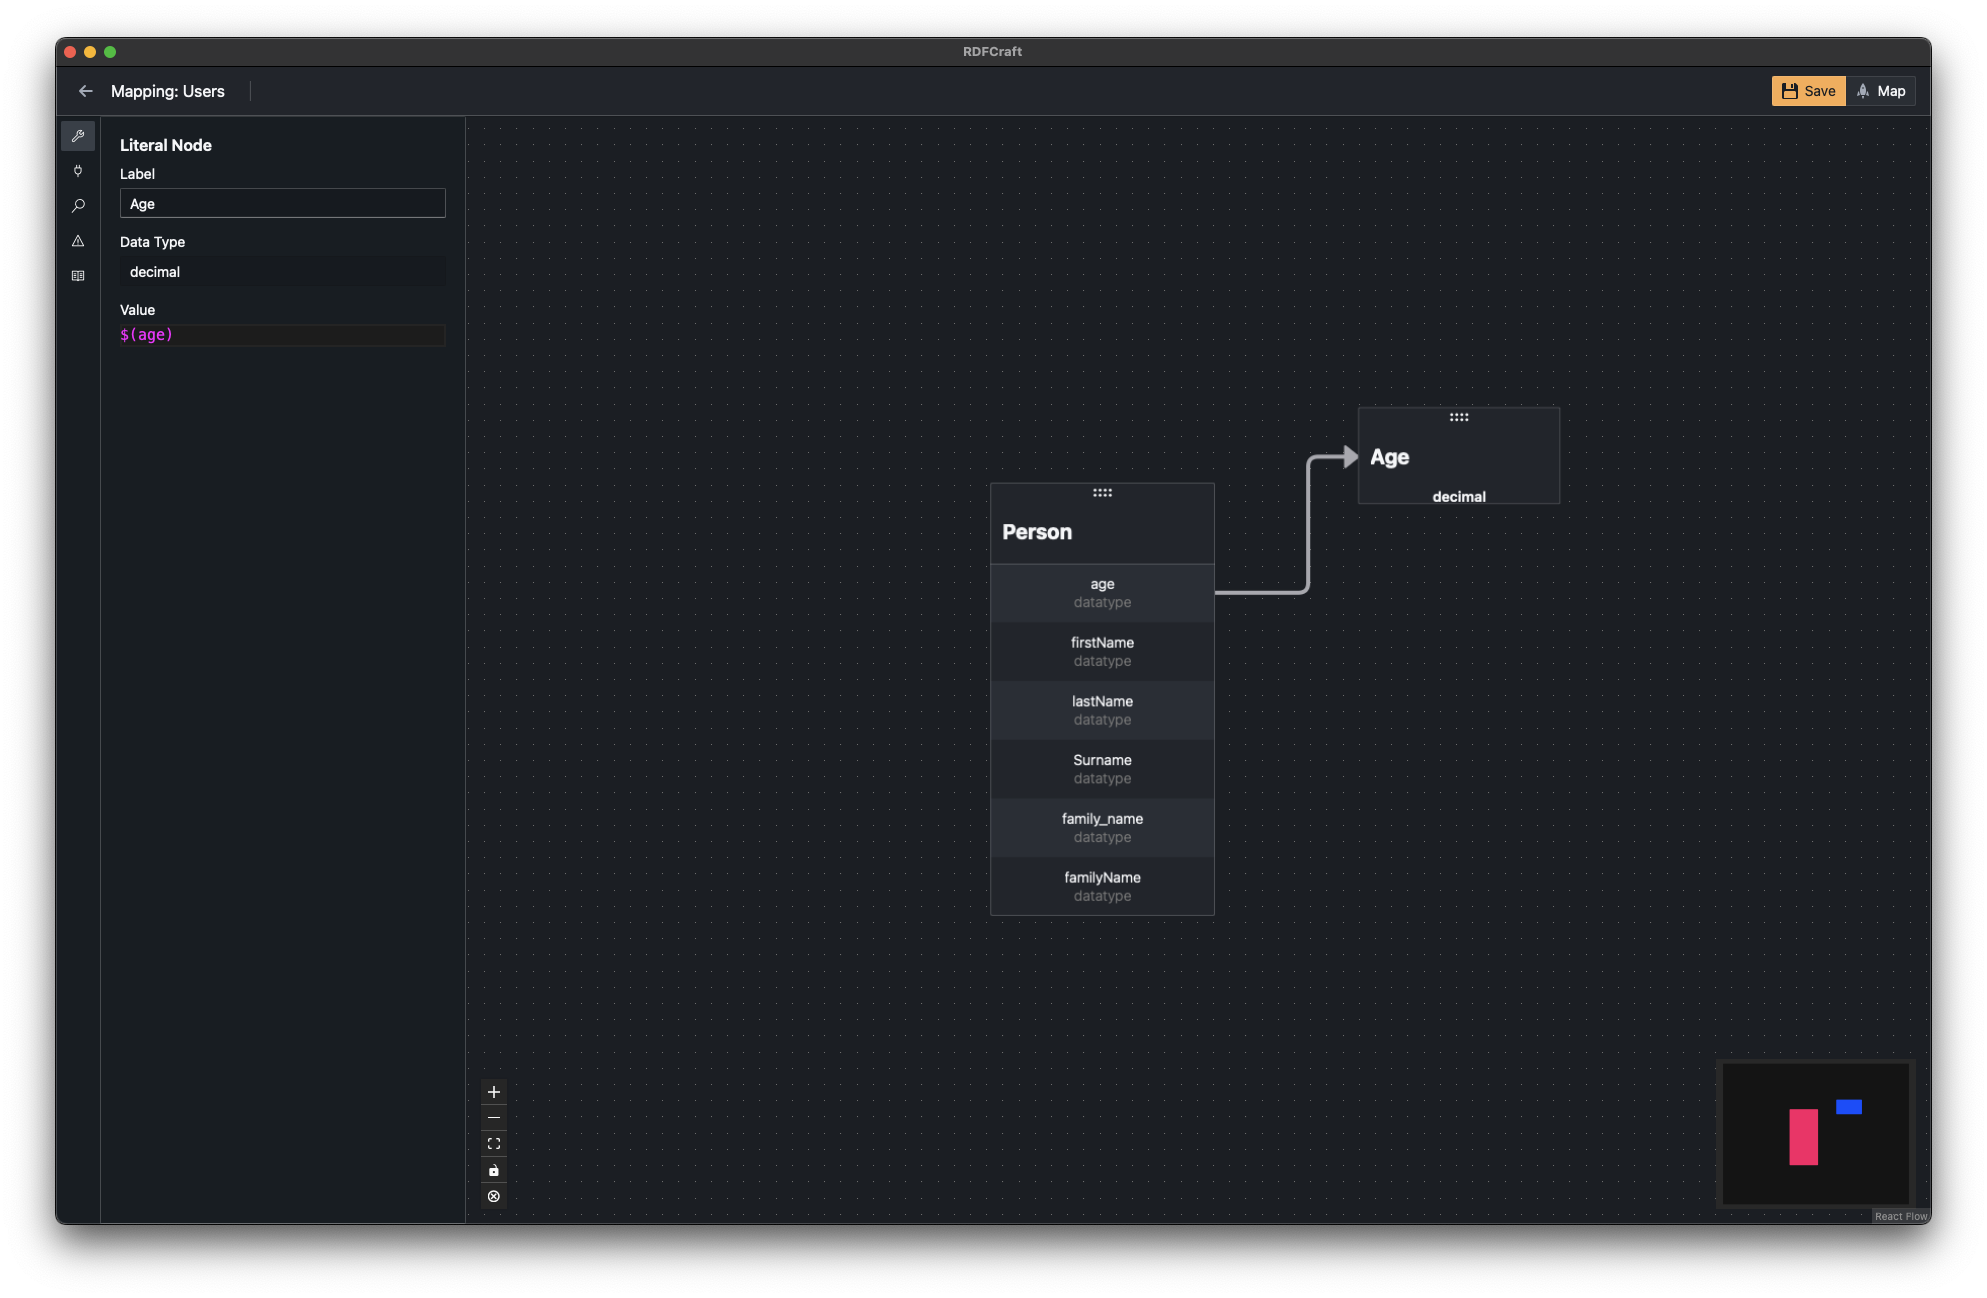 RDFCraft
Mapping: Users
Save
Map
Literal Node
Label
Age
Data Type
decimal
Value
$(age)
Age
decimal
Person
age
datatype
firstName
datatype
lastName
datatype
Surname
datatype
family_name
datatype
familyName
datatype
React Flow